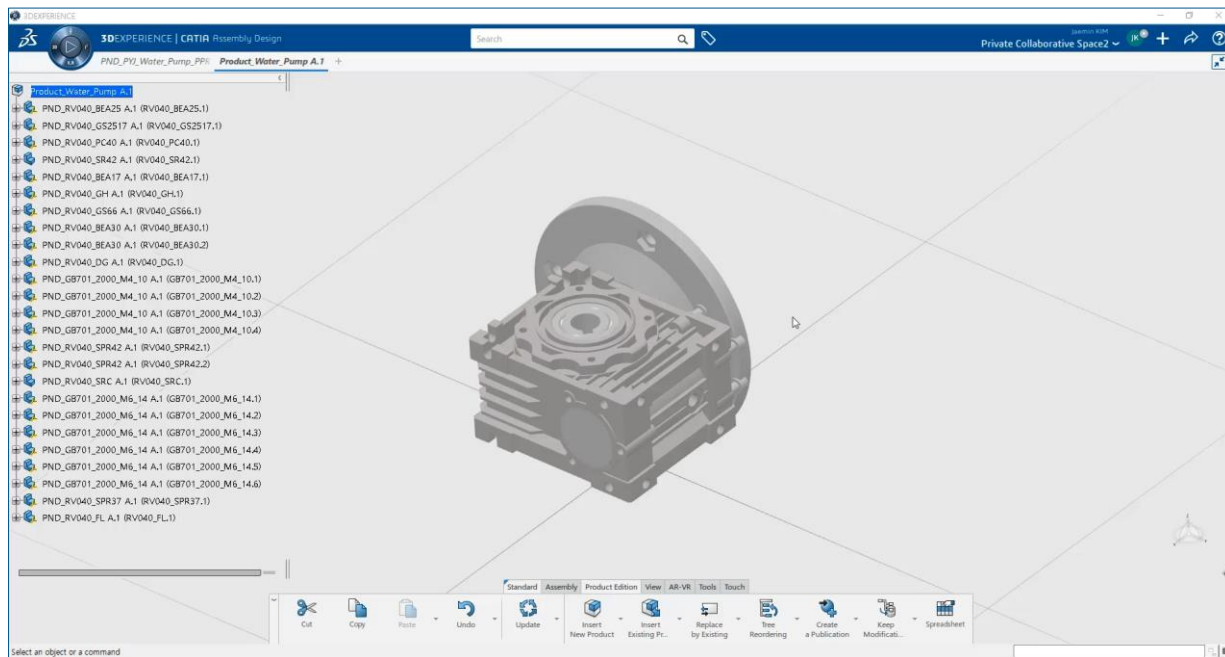 3DEXPERIENCE
3DEXPERIENCE | CATIA Assembly Design
Search
Jaemin KIM
Private Collaborative Space2
JK
PND_PYJ_Water_Pump_PPR
Product_Water_Pump A.1
Product_Water_Pump A.1
PND_RV040_BEA25 A.1 (RV040_BEA25.1)
PND_RV040_GS2517 A.1 (RV040_GS2517.1)
PND_RV040_PC40 A.1 (RV040_PC40.1)
PND_RV040_SR42 A.1 (RV040_SR42.1)
PND_RV040_BEA17 A.1 (RV040_BEA17.1)
PND_RV040_GH A.1 (RV040_GH.1)
PND_RV040_GS66 A.1 (RV040_GS66.1)
PND_RV040_BEA30 A.1 (RV040_BEA30.1)
PND_RV040_BEA30 A.1 (RV040_BEA30.2)
PND_RV040_DG A.1 (RV040_DG.1)
PND_GB701_2000_M4_10 A.1 (GB701_2000_M4_10.1)
PND_GB701_2000_M4_10 A.1 (GB701_2000_M4_10.2)
PND_GB701_2000_M4_10 A.1 (GB701_2000_M4_10.3)
PND_GB701_2000_M4_10 A.1 (GB701_2000_M4_10.4)
PND_RV040_SPR42 A.1 (RV040_SPR42.1)
PND_RV040_SPR42 A.1 (RV040_SPR42.2)
PND_RV040_SRC A.1 (RV040_SRC.1)
PND_GB701_2000_M6_14 A.1 (GB701_2000_M6_14.1)
PND_GB701_2000_M6_14 A.1 (GB701_2000_M6_14.2)
PND_GB701_2000_M6_14 A.1 (GB701_2000_M6_14.3)
PND_GB701_2000_M6_14 A.1 (GB701_2000_M6_14.4)
PND_GB701_2000_M6_14 A.1 (GB701_2000_M6_14.5)
PND_GB701_2000_M6_14 A.1 (GB701_2000_M6_14.6)
PND_RV040_SPR37 A.1 (RV040_SPR37.1)
PND_RV040_FL A.1 (RV040_FL.1)
Standard Assembly Product Edition View AR-VR Tools Touch
Cut
Copy
Paste
Undo
Update
Insert
New Product
Insert
Existing Pr...
Replace
by Existing
Tree
Reordering
Create
a Publication
Keep
Modificati...
Spreadsheet
Select an object or a command